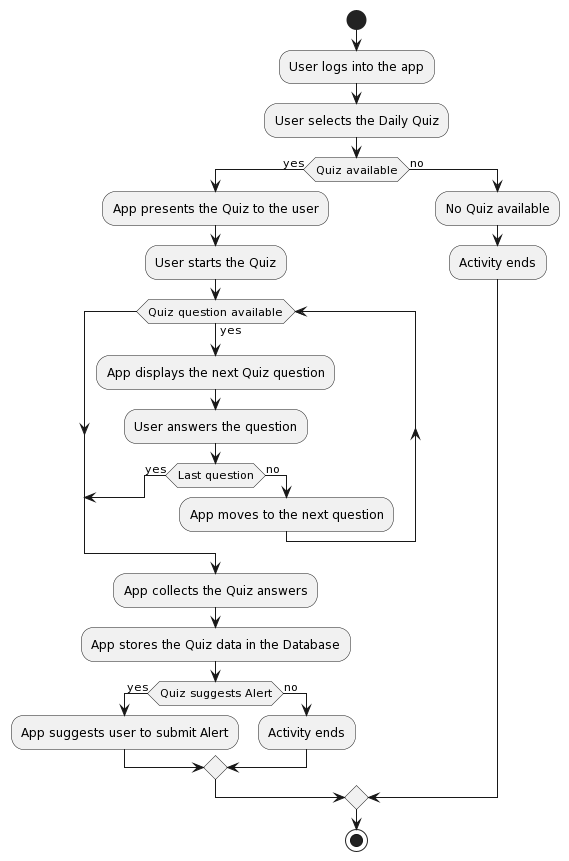 User logs into the app
User selects the Daily Quiz
yes
Quiz available
no
App presents the Quiz to the user
No Quiz available
User starts the Quiz
Activity ends
Quiz question available
yes
App displays the next Quiz question
User answers the question
yes
Last question
no
App moves to the next question
App collects the Quiz answers
App stores the Quiz data in the Database
yes
Quiz suggests Alert
no
App suggests user to submit Alert
Activity ends